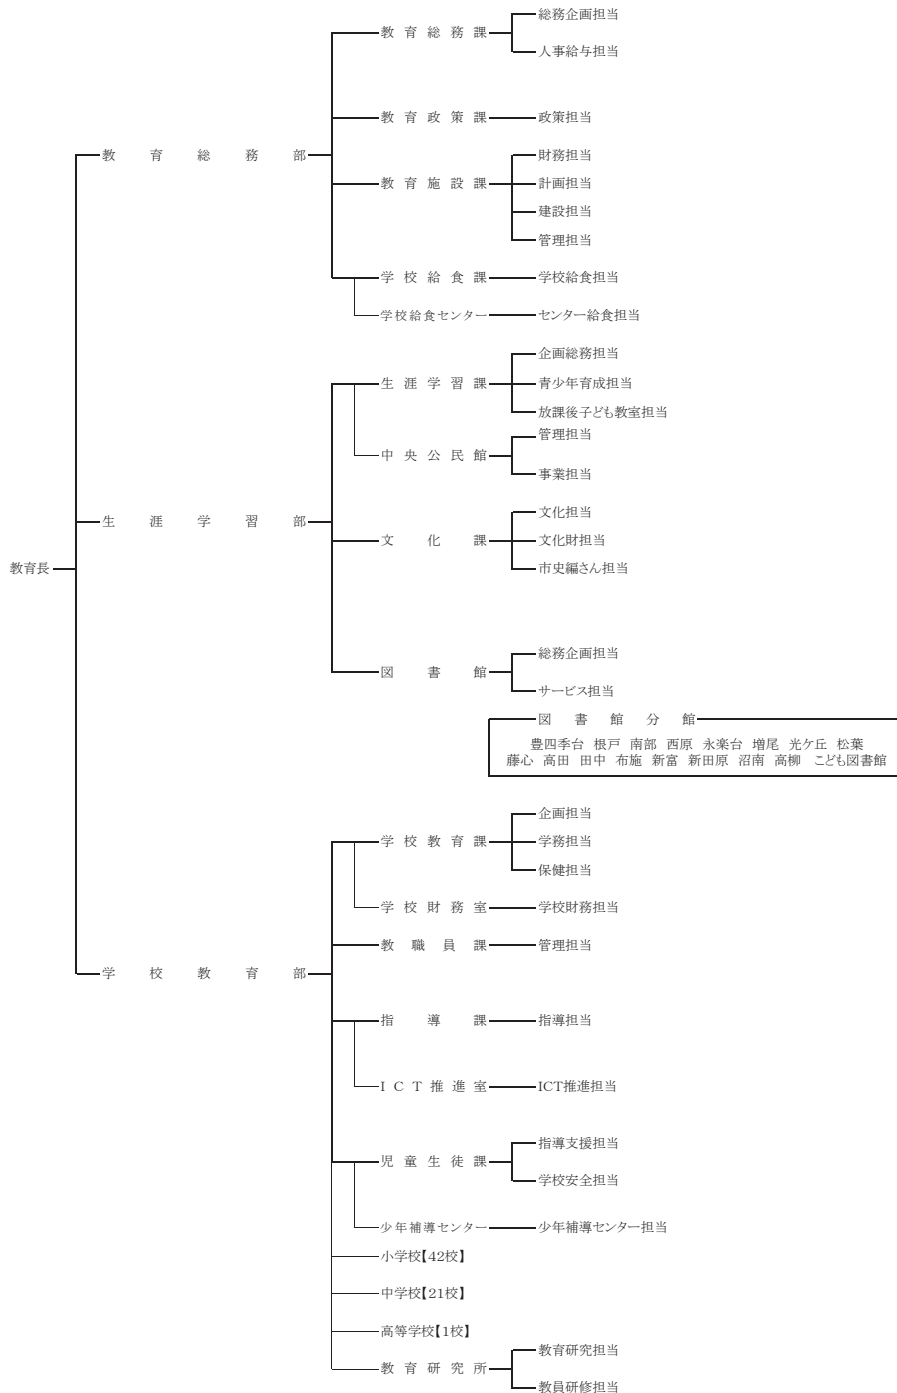 教育長
教育総務部
教育総務課
総務企画担当
人事給与担当
教育政策課
政策担当
教育施設課
財務担当
計画担当
建設担当
管理担当
学校給食課
学校給食担当
学校給食センター
センター給食担当
生涯学習部
生涯学習課
企画総務担当
青少年育成担当
放課後子ども教室担当
中央公民館
管理担当
事業担当
文化課
文化担当
文化財担当
市史編さん担当
図書館
総務企画担当
サービス担当
図書館分館
豊四季台 根戸 南部 西原 永楽台 増尾 光ケ丘 松葉
藤心 高田 田中 布施 新富 新田原 沼南 高柳 こども図書館
学校教育部
学校教育課
企画担当
学務担当
保健担当
学校財務室
学校財務担当
教職員課
管理担当
指導課
指導担当
ICT推進室
ICT推進担当
児童生徒課
指導支援担当
学校安全担当
少年補導センター
少年補導センター担当
小学校【42校】
中学校【21校】
高等学校【1校】
教育研究所
教育研究担当
教員研修担当